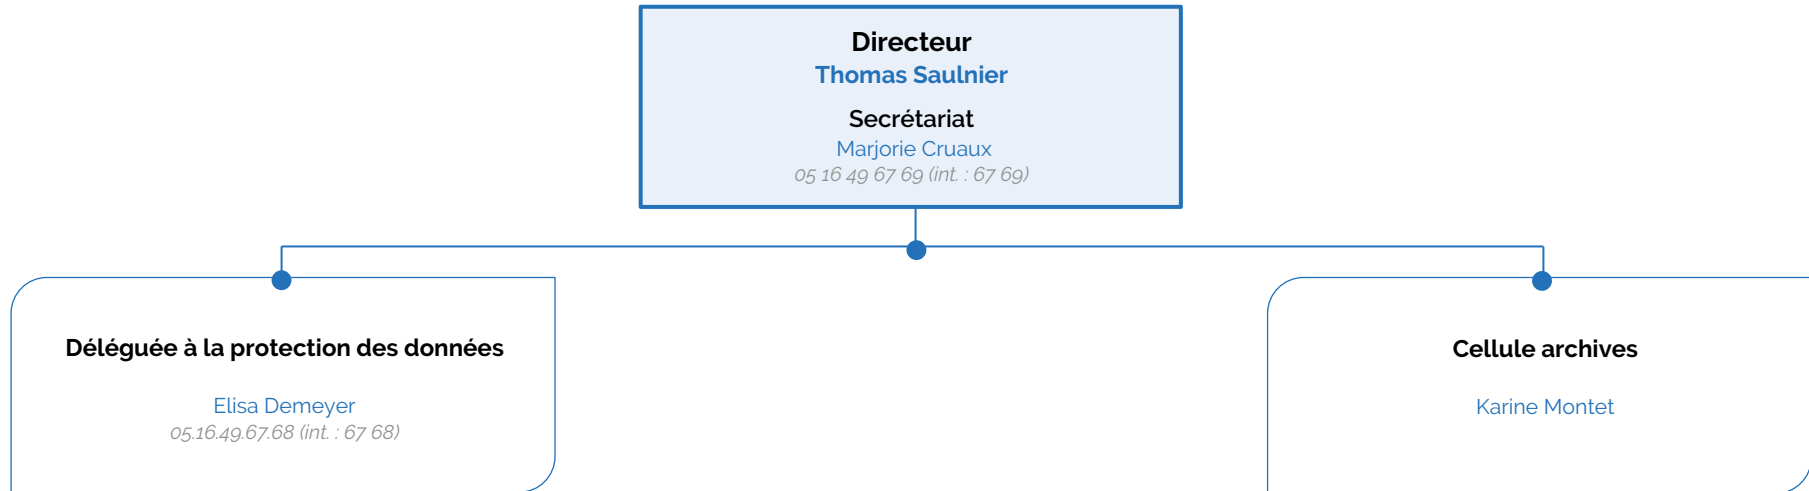 Directeur
Thomas Saulnier
Secrétariat
Marjorie Cruaux
05 16 49 67 69 (int. : 67 69)
Déléguée à la protection des données
Elisa Demeyer
05.16.49.67.68 (int. : 67 68)
Cellule archives
Karine Montet